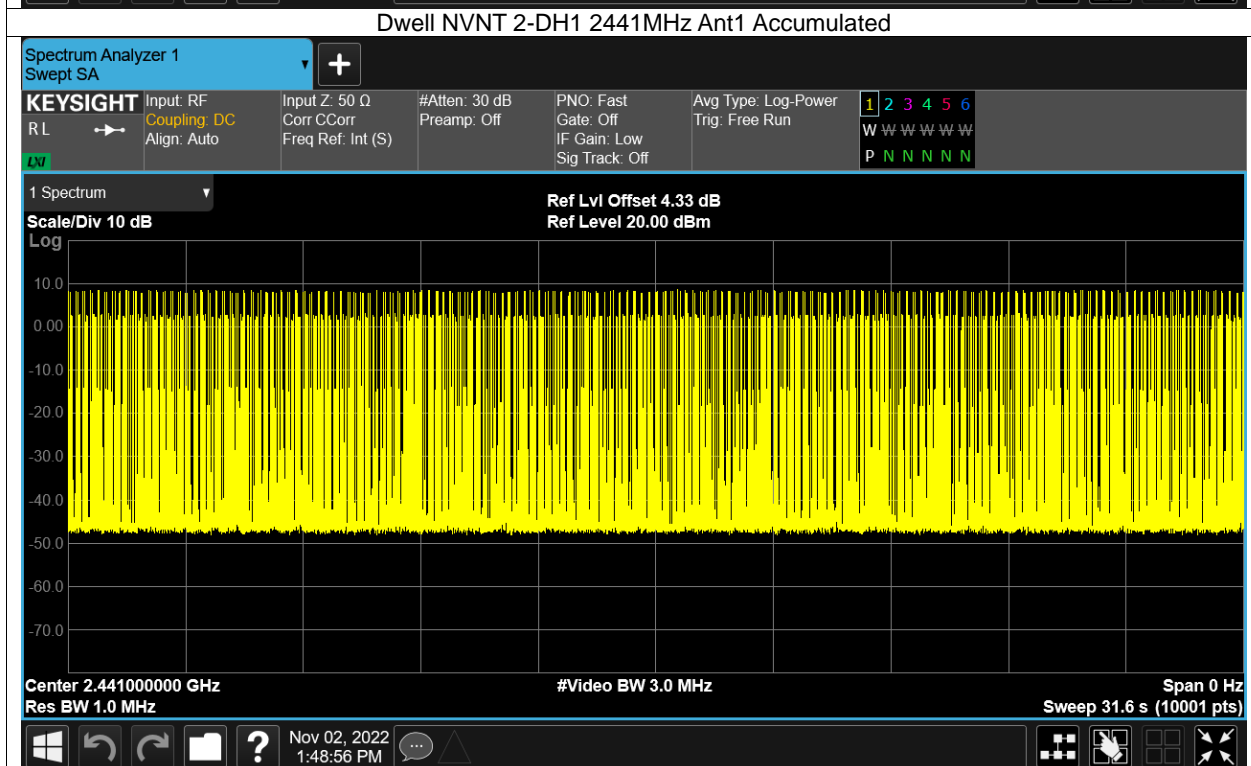 Dwell NVNT 2-DH1 2441MHz Ant1 Accumulated
Spectrum Analyzer 1
Swept SA
+
KEYSIGHT Input: RF Input Z: 50 Ω #Atten: 30 dB PNO: Fast Avg Type: Log-Power 1 2 3 4 5 6
RL Coupling: DC Corr CCorr Preamp: Off Gate: Off Trig: Free Run W W W W W W
Align: Auto Freq Ref: Int (S) IF Gain: Low
LXI Sig Track: Off P N N N N N
1 Spectrum
Ref Lvl Offset 4.33 dB
Scale/Div 10 dB Ref Level 20.00 dBm
Log
10.0
0.00
-10.0
-20.0
-30.0
-40.0
-50.0
-60.0
-70.0
Center 2.441000000 GHz #Video BW 3.0 MHz Span 0 Hz
Res BW 1.0 MHz Sweep 31.6 s (10001 pts)
? Nov 02, 2022
1:48:56 PM